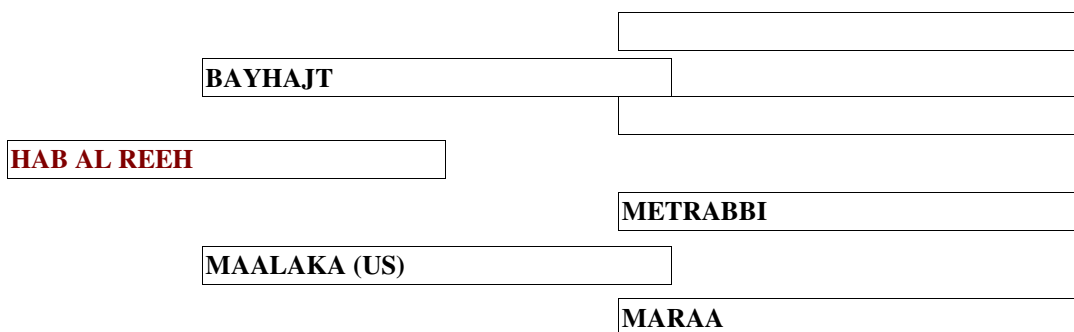 BAYHAJT
HAB AL REEH
METRABBI
MAALAKA (US)
MARAA